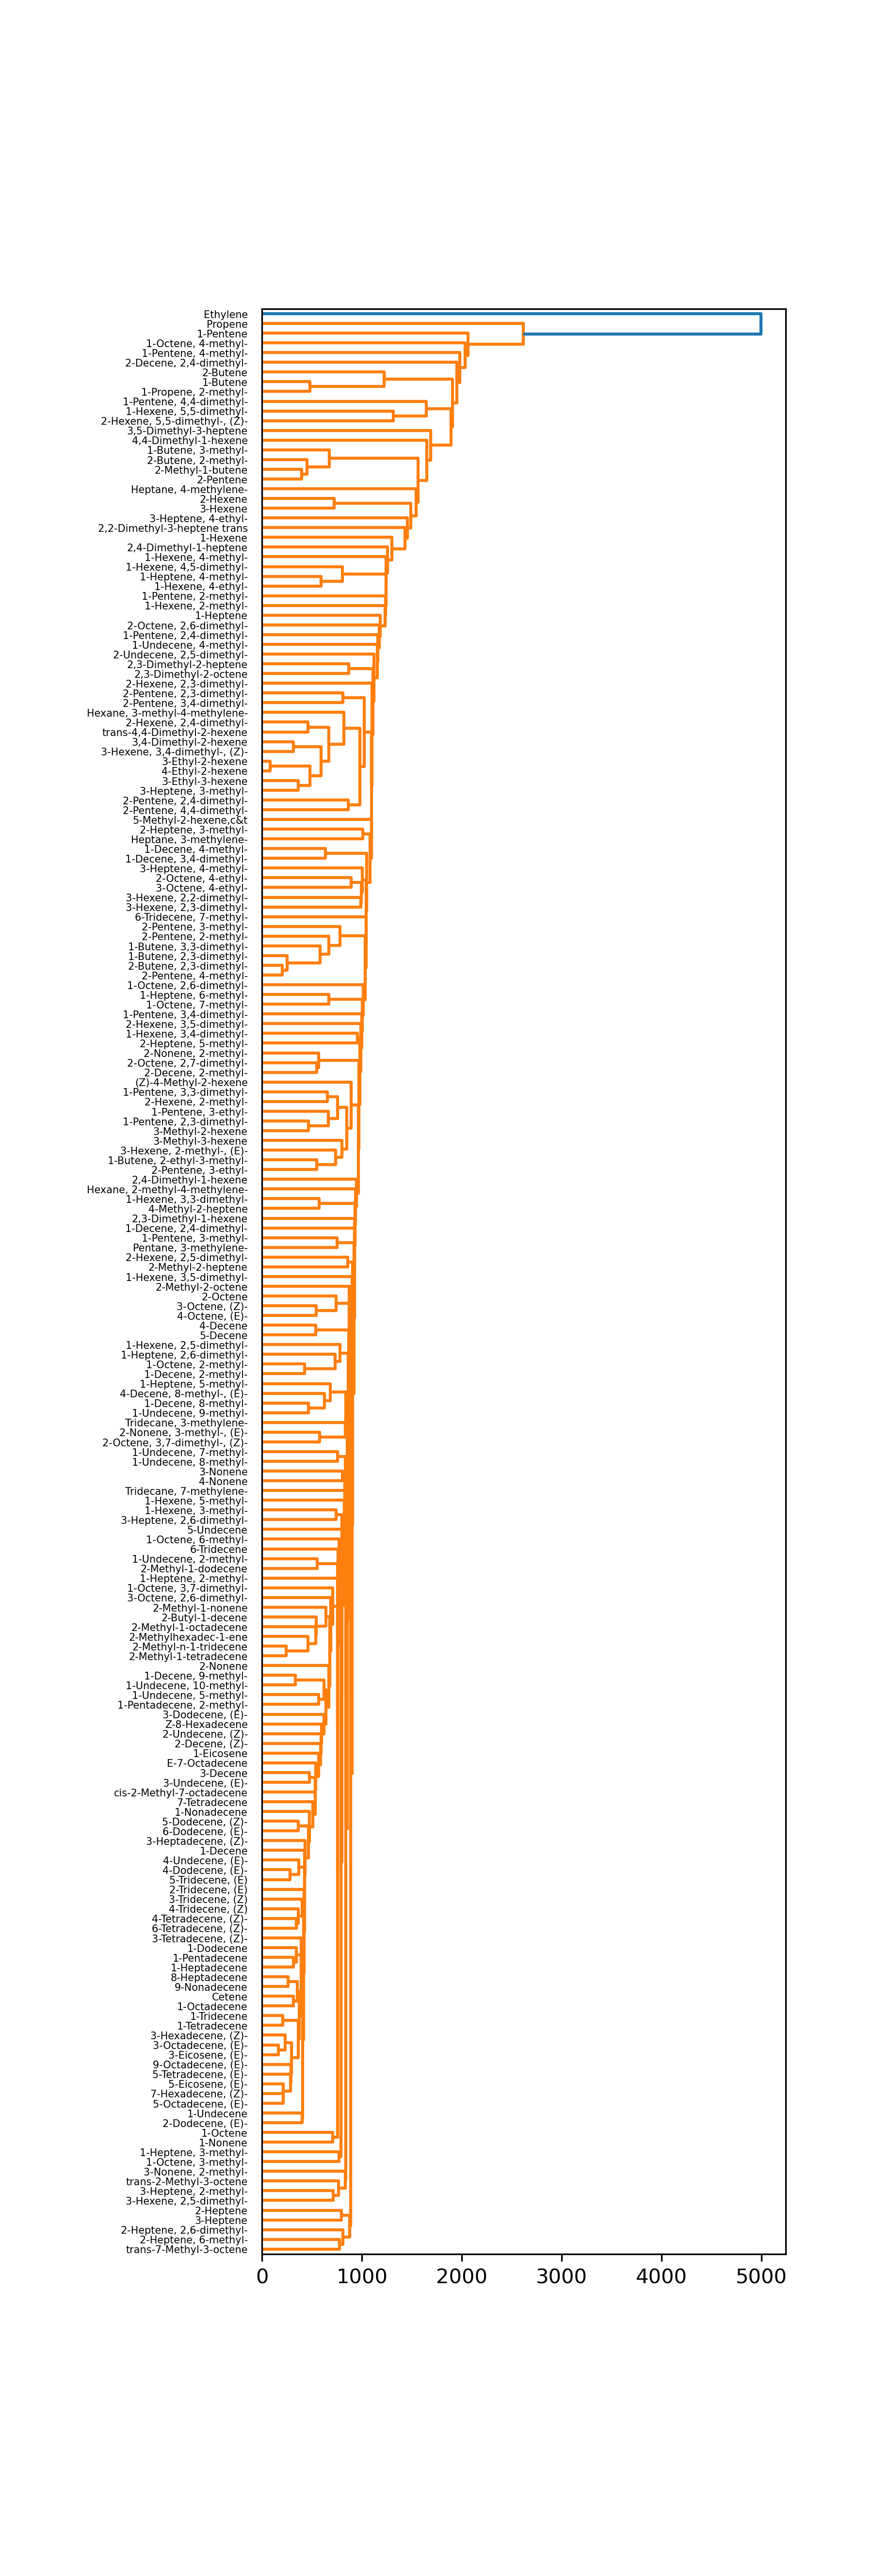 Ethylene
Propene
1-Pentene
1-Octene, 4-methyl-
1-Pentene, 4-methyl-
2-Decene, 2,4-dimethyl-
2-Butene
1-Butene
1-Propene, 2-methyl-
1-Pentene, 4,4-dimethyl-
1-Hexene, 5,5-dimethyl-
2-Hexene, 5,5-dimethyl-, (Z)-
3,5-Dimethyl-3-heptene
4,4-Dimethyl-1-hexene
1-Butene, 3-methyl-
2-Butene, 2-methyl-
2-Methyl-1-butene
2-Pentene
Heptane, 4-methylene-
2-Hexene
3-Hexene
3-Heptene, 4-ethyl-
2,2-Dimethyl-3-heptene trans
1-Hexene
2,4-Dimethyl-1-heptene
1-Hexene, 4-methyl-
1-Hexene, 4,5-dimethyl-
1-Heptene, 4-methyl-
1-Hexene, 4-ethyl-
1-Pentene, 2-methyl-
1-Hexene, 2-methyl-
1-Heptene
2-Octene, 2,6-dimethyl-
1-Pentene, 2,4-dimethyl-
1-Undecene, 4-methyl-
2-Undecene, 2,5-dimethyl-
2,3-Dimethyl-2-heptene
2,3-Dimethyl-2-octene
2-Hexene, 2,3-dimethyl-
2-Pentene, 2,3-dimethyl-
2-Pentene, 3,4-dimethyl-
Hexane, 3-methyl-4-methylene-
2-Hexene, 2,4-dimethyl-
trans-4,4-Dimethyl-2-hexene
3,4-Dimethyl-2-hexene
3-Hexene, 3,4-dimethyl-, (Z)-
3-Ethyl-2-hexene
4-Ethyl-2-hexene
3-Ethyl-3-hexene
3-Heptene, 3-methyl-
2-Pentene, 2,4-dimethyl-
2-Pentene, 4,4-dimethyl-
5-Methyl-2-hexene,c&t
2-Heptene, 3-methyl-
Heptane, 3-methylene-
1-Decene, 4-methyl-
1-Decene, 3,4-dimethyl-
3-Heptene, 4-methyl-
2-Octene, 4-ethyl-
3-Octene, 4-ethyl-
3-Hexene, 2,2-dimethyl-
3-Hexene, 2,3-dimethyl-
6-Tridecene, 7-methyl-
2-Pentene, 3-methyl-
2-Pentene, 2-methyl-
1-Butene, 3,3-dimethyl-
1-Butene, 2,3-dimethyl-
2-Butene, 2,3-dimethyl-
2-Pentene, 4-methyl-
1-Octene, 2,6-dimethyl-
1-Heptene, 6-methyl-
1-Octene, 7-methyl-
1-Pentene, 3,4-dimethyl-
2-Hexene, 3,5-dimethyl-
1-Hexene, 3,4-dimethyl-
2-Heptene, 5-methyl-
2-Nonene, 2-methyl-
2-Octene, 2,7-dimethyl-
2-Decene, 2-methyl-
(Z)-4-Methyl-2-hexene
1-Pentene, 3,3-dimethyl-
2-Hexene, 2-methyl-
1-Pentene, 3-ethyl-
1-Pentene, 2,3-dimethyl-
3-Methyl-2-hexene
3-Methyl-3-hexene
3-Hexene, 2-methyl-, (E)-
1-Butene, 2-ethyl-3-methyl-
2-Pentene, 3-ethyl-
2,4-Dimethyl-1-hexene
Hexane, 2-methyl-4-methylene-
1-Hexene, 3,3-dimethyl-
4-Methyl-2-heptene
2,3-Dimethyl-1-hexene
1-Decene, 2,4-dimethyl-
1-Pentene, 3-methyl-
Pentane, 3-methylene-
2-Hexene, 2,5-dimethyl-
2-Methyl-2-heptene
1-Hexene, 3,5-dimethyl-
2-Methyl-2-octene
2-Octene
3-Octene, (Z)-
4-Octene, (E)-
4-Decene
5-Decene
1-Hexene, 2,5-dimethyl-
1-Heptene, 2,6-dimethyl-
1-Octene, 2-methyl-
1-Decene, 2-methyl-
1-Heptene, 5-methyl-
4-Decene, 8-methyl-, (E)-
1-Decene, 8-methyl-
1-Undecene, 9-methyl-
Tridecane, 3-methylene-
2-Nonene, 3-methyl-, (E)-
2-Octene, 3,7-dimethyl-, (Z)-
1-Undecene, 7-methyl-
1-Undecene, 8-methyl-
3-Nonene
4-Nonene
Tridecane, 7-methylene-
1-Hexene, 5-methyl-
1-Hexene, 3-methyl-
3-Heptene, 2,6-dimethyl-
5-Undecene
1-Octene, 6-methyl-
6-Tridecene
1-Undecene, 2-methyl-
2-Methyl-1-dodecene
1-Heptene, 2-methyl-
1-Octene, 3,7-dimethyl-
3-Octene, 2,6-dimethyl-
2-Methyl-1-nonene
2-Butyl-1-decene
2-Methyl-1-octadecene
2-Methylhexadec-1-ene
2-Methyl-n-1-tridecene
2-Methyl-1-tetradecene
2-Nonene
1-Decene, 9-methyl-
1-Undecene, 10-methyl-
1-Undecene, 5-methyl-
1-Pentadecene, 2-methyl-
3-Dodecene, (E)-
Z-8-Hexadecene
2-Undecene, (Z)-
2-Decene, (Z)-
1-Eicosene
E-7-Octadecene
3-Decene
3-Undecene, (E)-
cis-2-Methyl-7-octadecene
7-Tetradecene
1-Nonadecene
5-Dodecene, (Z)-
6-Dodecene, (E)-
3-Heptadecene, (Z)-
1-Decene
4-Undecene, (E)-
4-Dodecene, (E)-
5-Tridecene, (E)
2-Tridecene, (E)
3-Tridecene, (Z)
4-Tridecene, (Z)
4-Tetradecene, (Z)-
6-Tetradecene, (Z)-
3-Tetradecene, (Z)-
1-Dodecene
1-Pentadecene
1-Heptadecene
8-Heptadecene
9-Nonadecene
Cetene
1-Octadecene
1-Tridecene
1-Tetradecene
3-Hexadecene, (Z)-
3-Octadecene, (E)-
3-Eicosene, (E)-
9-Octadecene, (E)-
5-Tetradecene, (E)-
5-Eicosene, (E)-
7-Hexadecene, (Z)-
5-Octadecene, (E)-
1-Undecene
2-Dodecene, (E)-
1-Octene
1-Nonene
1-Heptene, 3-methyl-
1-Octene, 3-methyl-
3-Nonene, 2-methyl-
trans-2-Methyl-3-octene
3-Heptene, 2-methyl-
3-Hexene, 2,5-dimethyl-
2-Heptene
3-Heptene
2-Heptene, 2,6-dimethyl-
2-Heptene, 6-methyl-
trans-7-Methyl-3-octene
0 1000 2000 3000 4000 5000